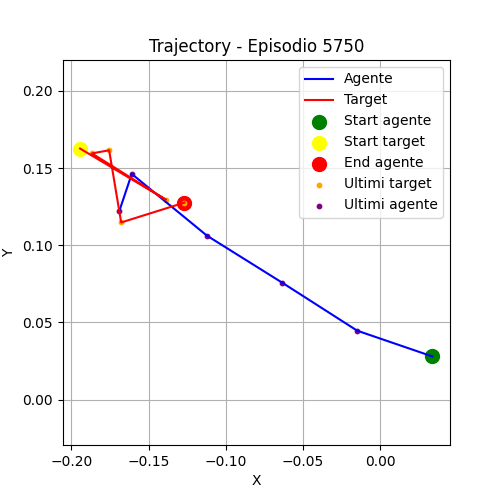 Trajectory - Episodio 5750
Agente
Target
Start agente
Start target
End agente
Ultimi target
Ultimi agente
0.20
0.15
0.10
0.05
0.00
Y
−0.20
−0.15
−0.10
−0.05
0.00
X